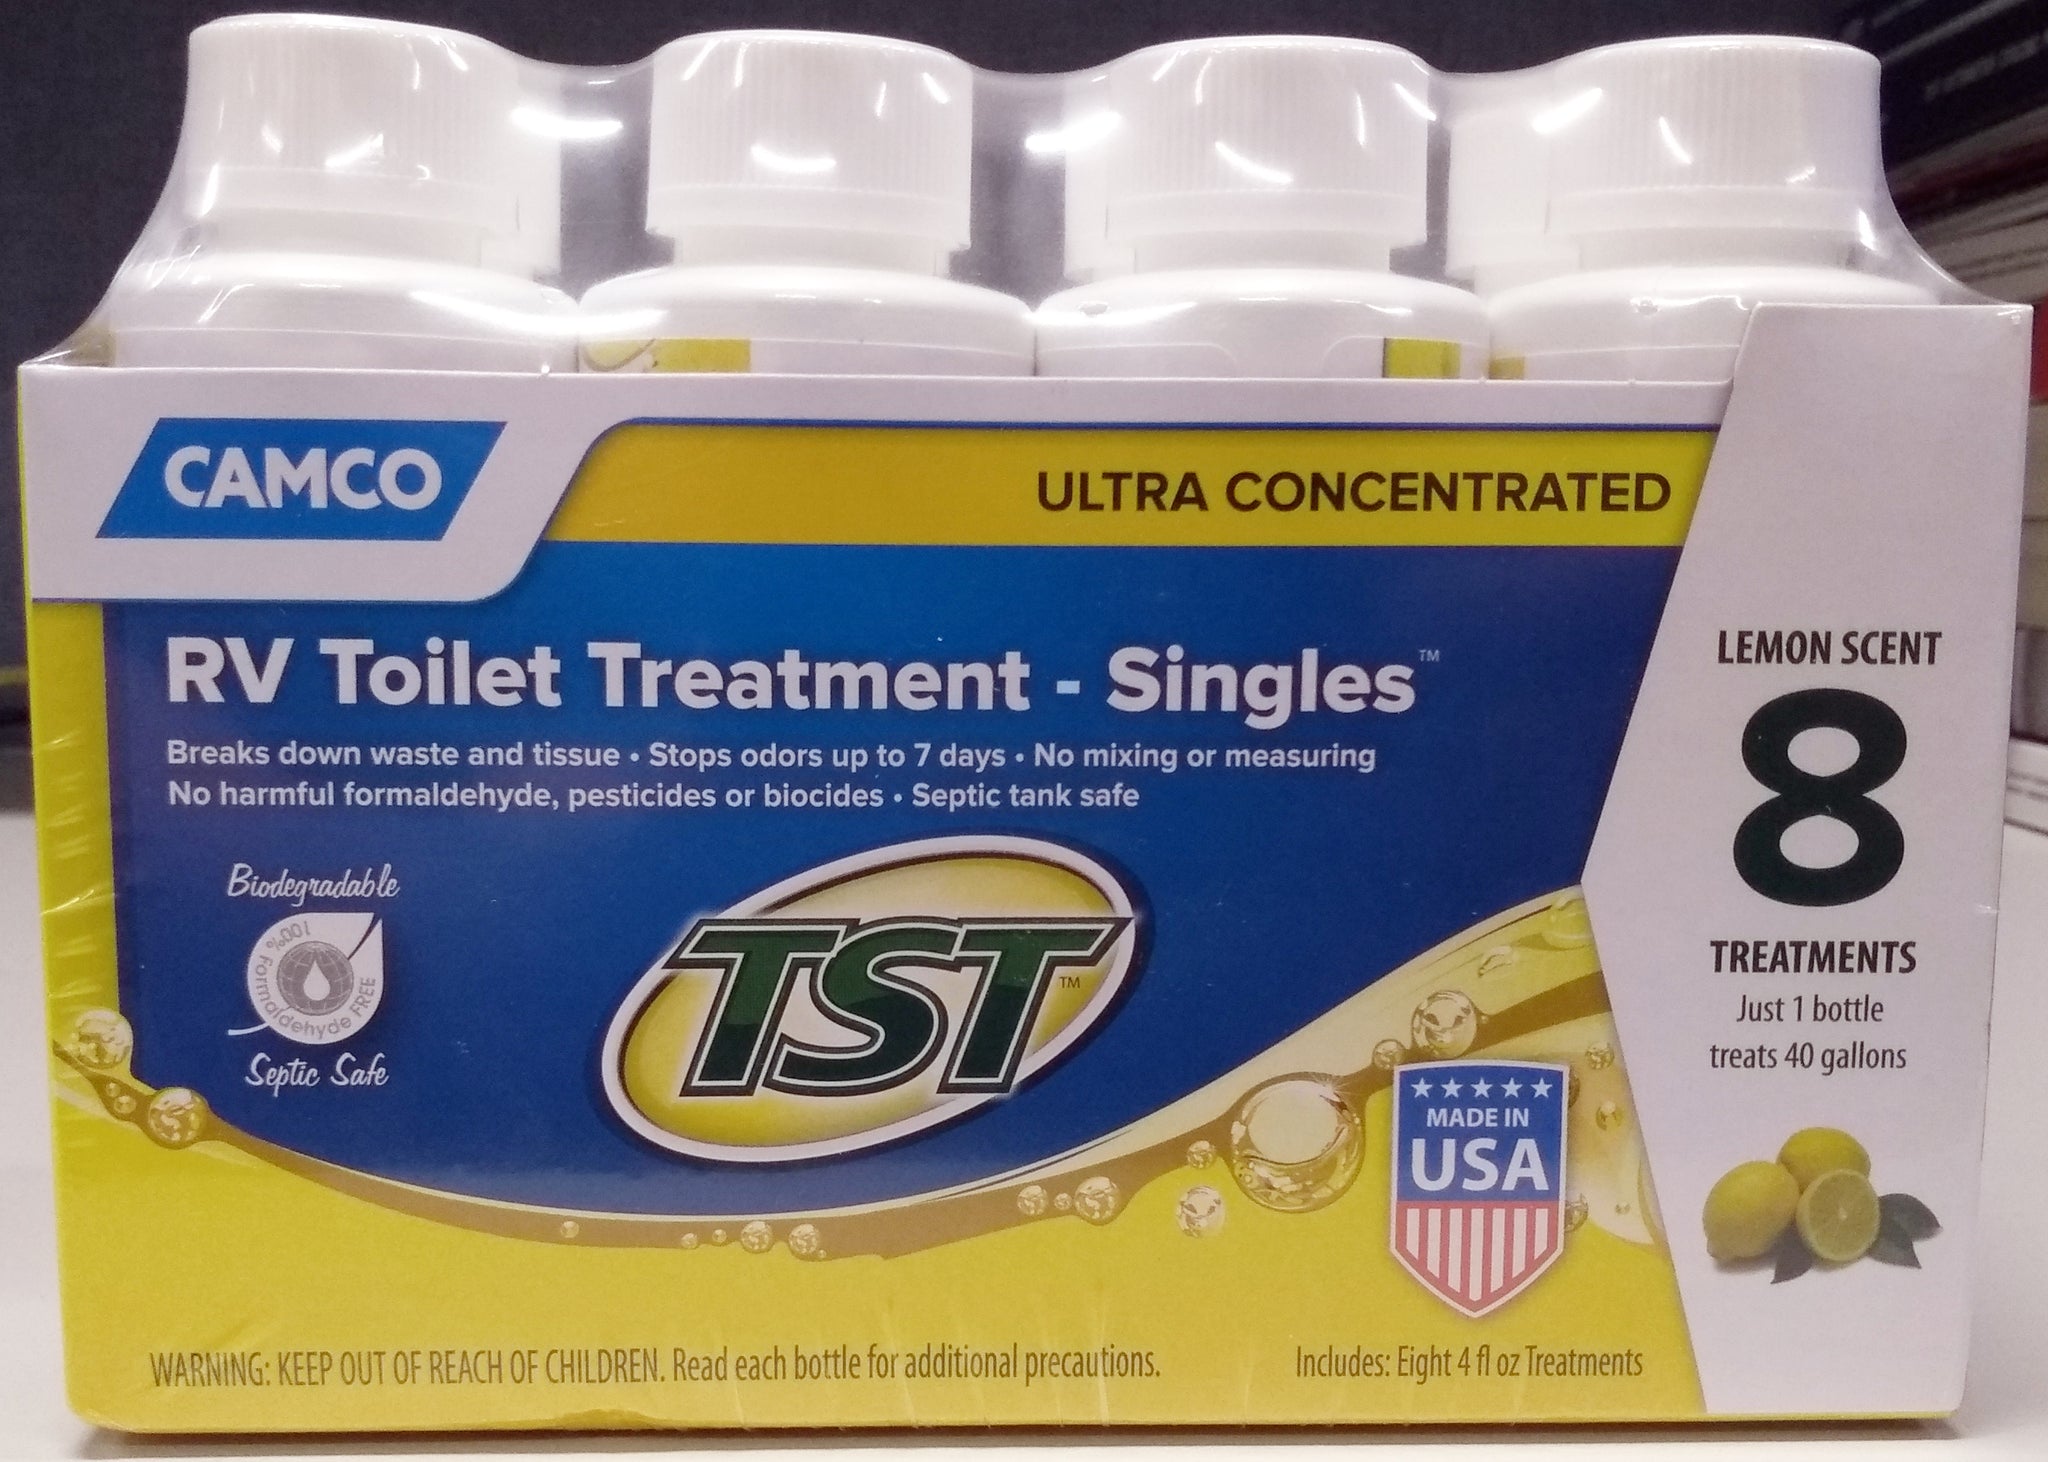 CAMCO
ULTRA CONCENTRATED
RV Toilet Treatment - Singles™
Breaks down waste and tissue • Stops odors up to 7 days • No mixing or measuring
No harmful formaldehyde, pesticides or biocides • Septic tank safe
Biodegradable
100% Formaldehyde FREE
Septic Safe
TST™
MADE IN
USA
LEMON SCENT
8
TREATMENTS
Just 1 bottle
treats 40 gallons
WARNING: KEEP OUT OF REACH OF CHILDREN. Read each bottle for additional precautions.
Includes: Eight 4 fl oz Treatments